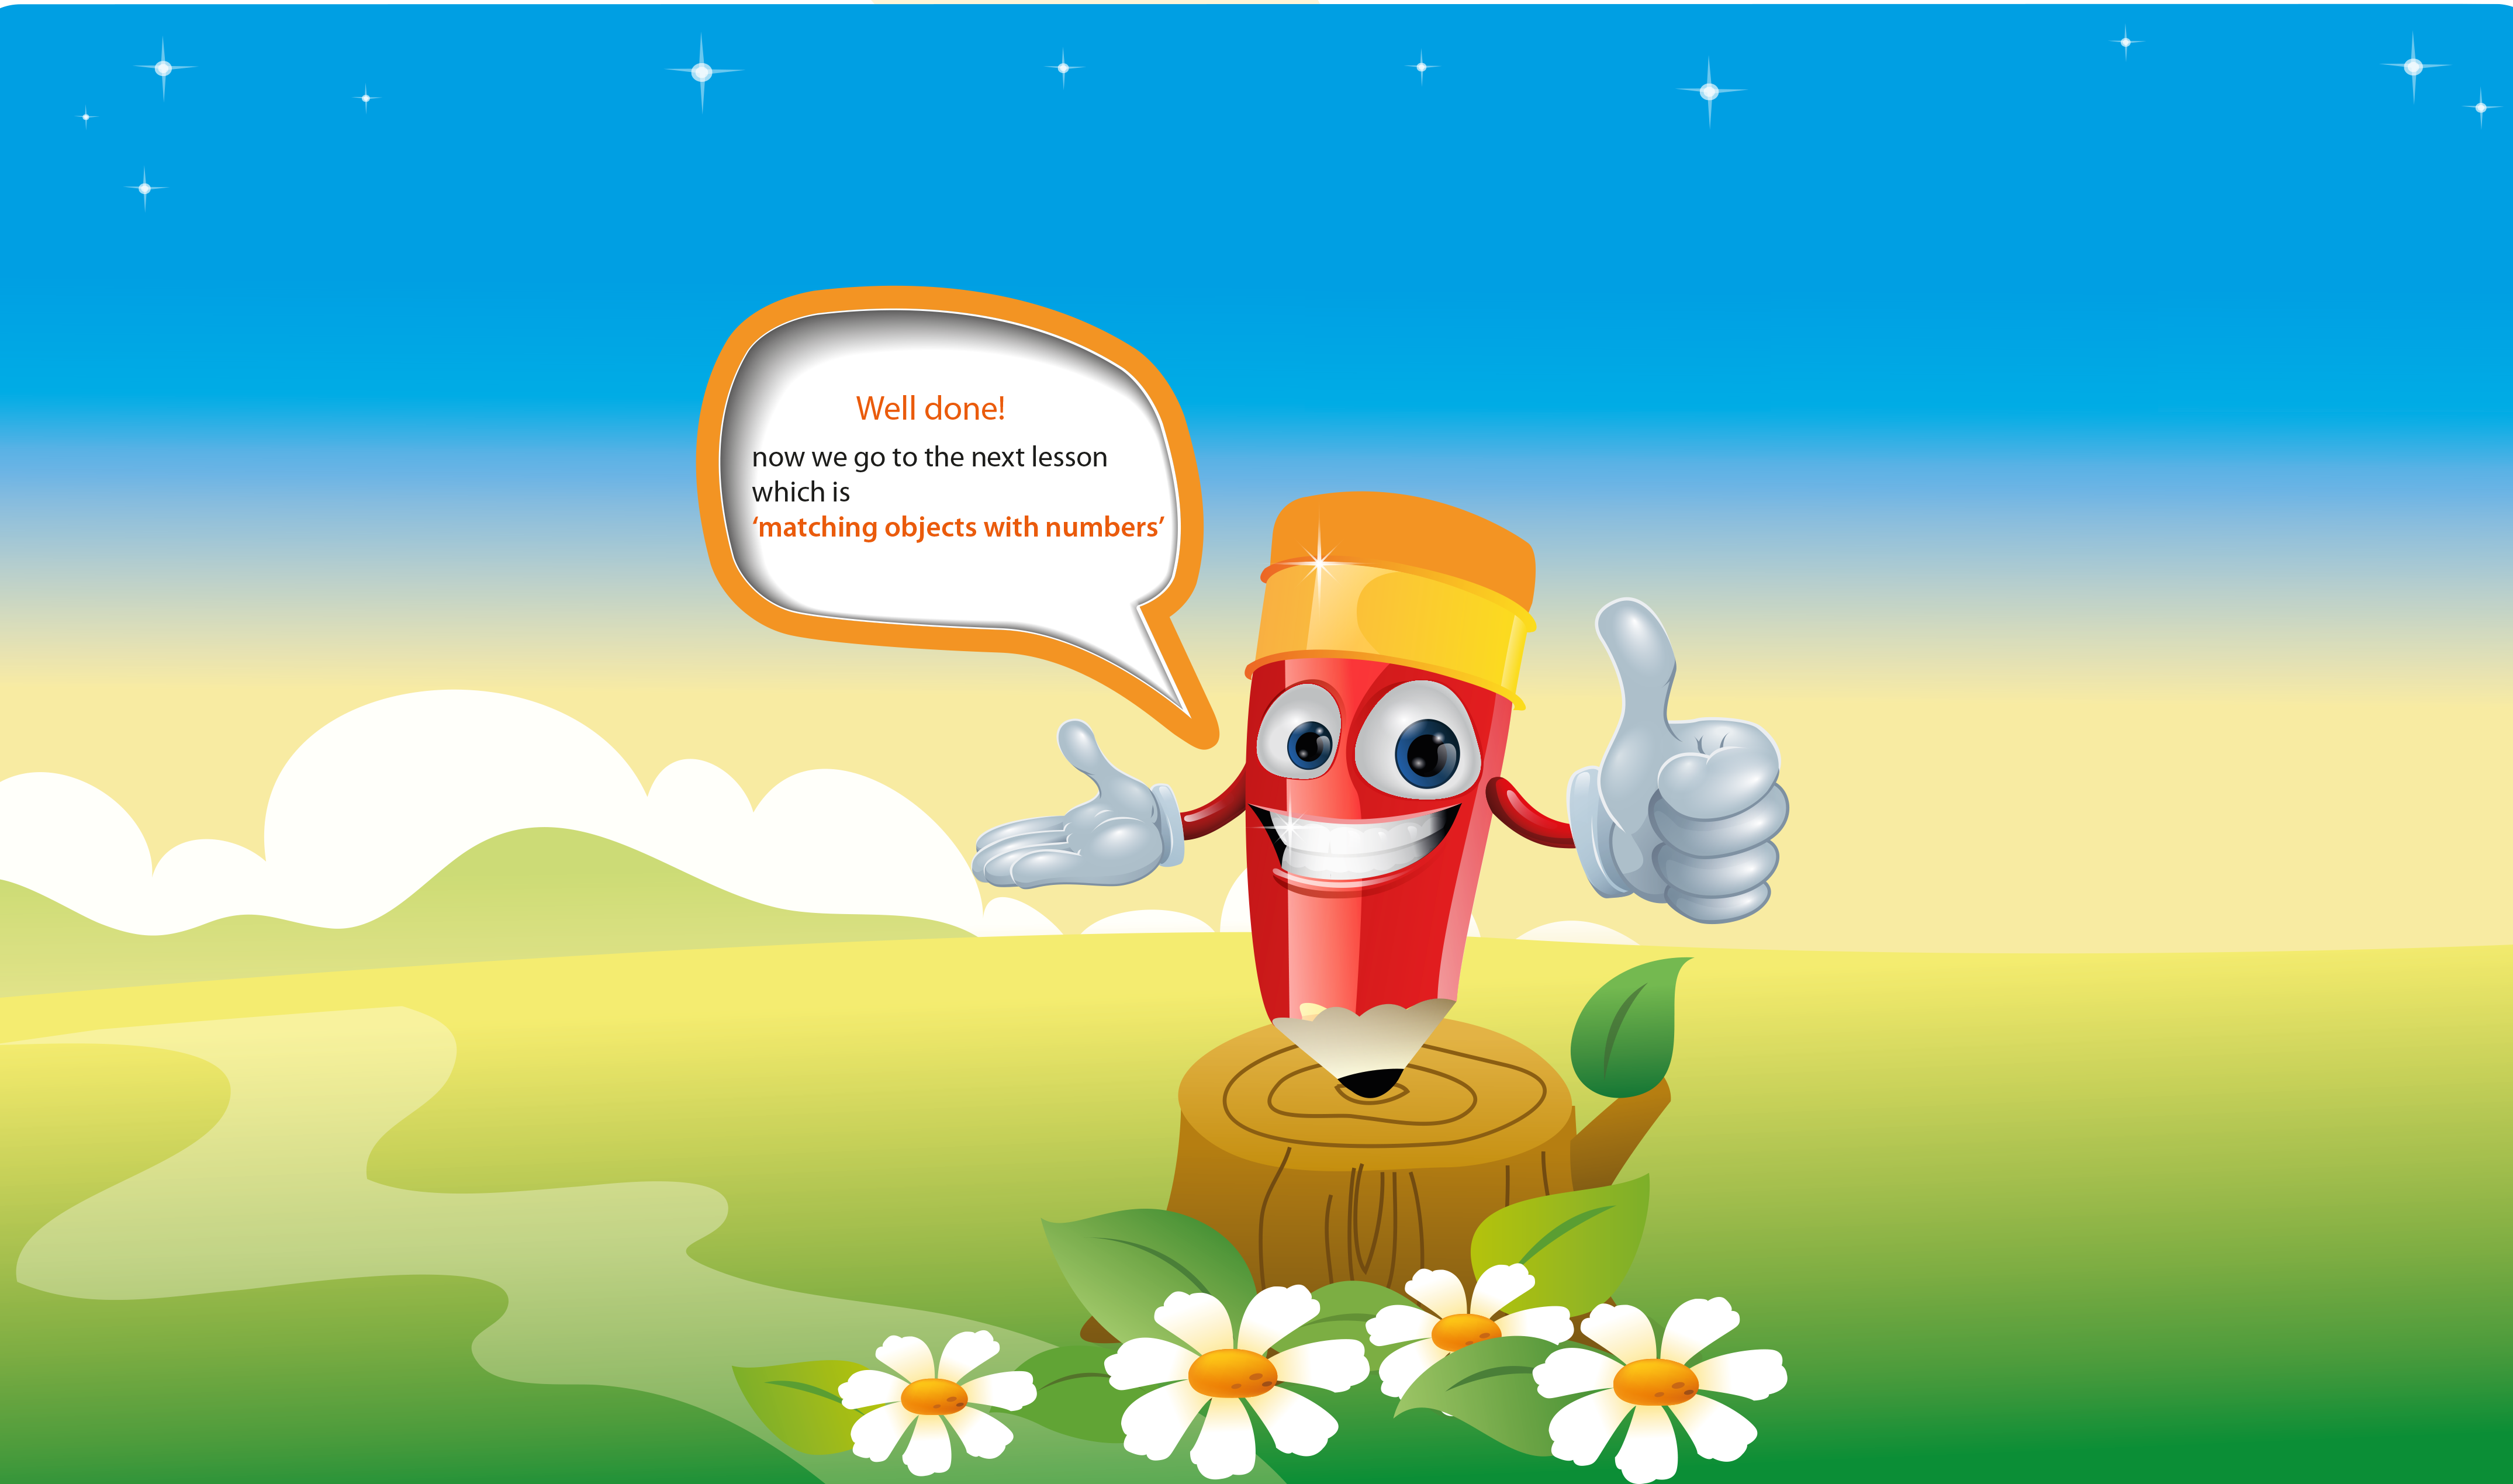 Well done!
now we go to the next lesson
which is
‘matching objects with numbers’